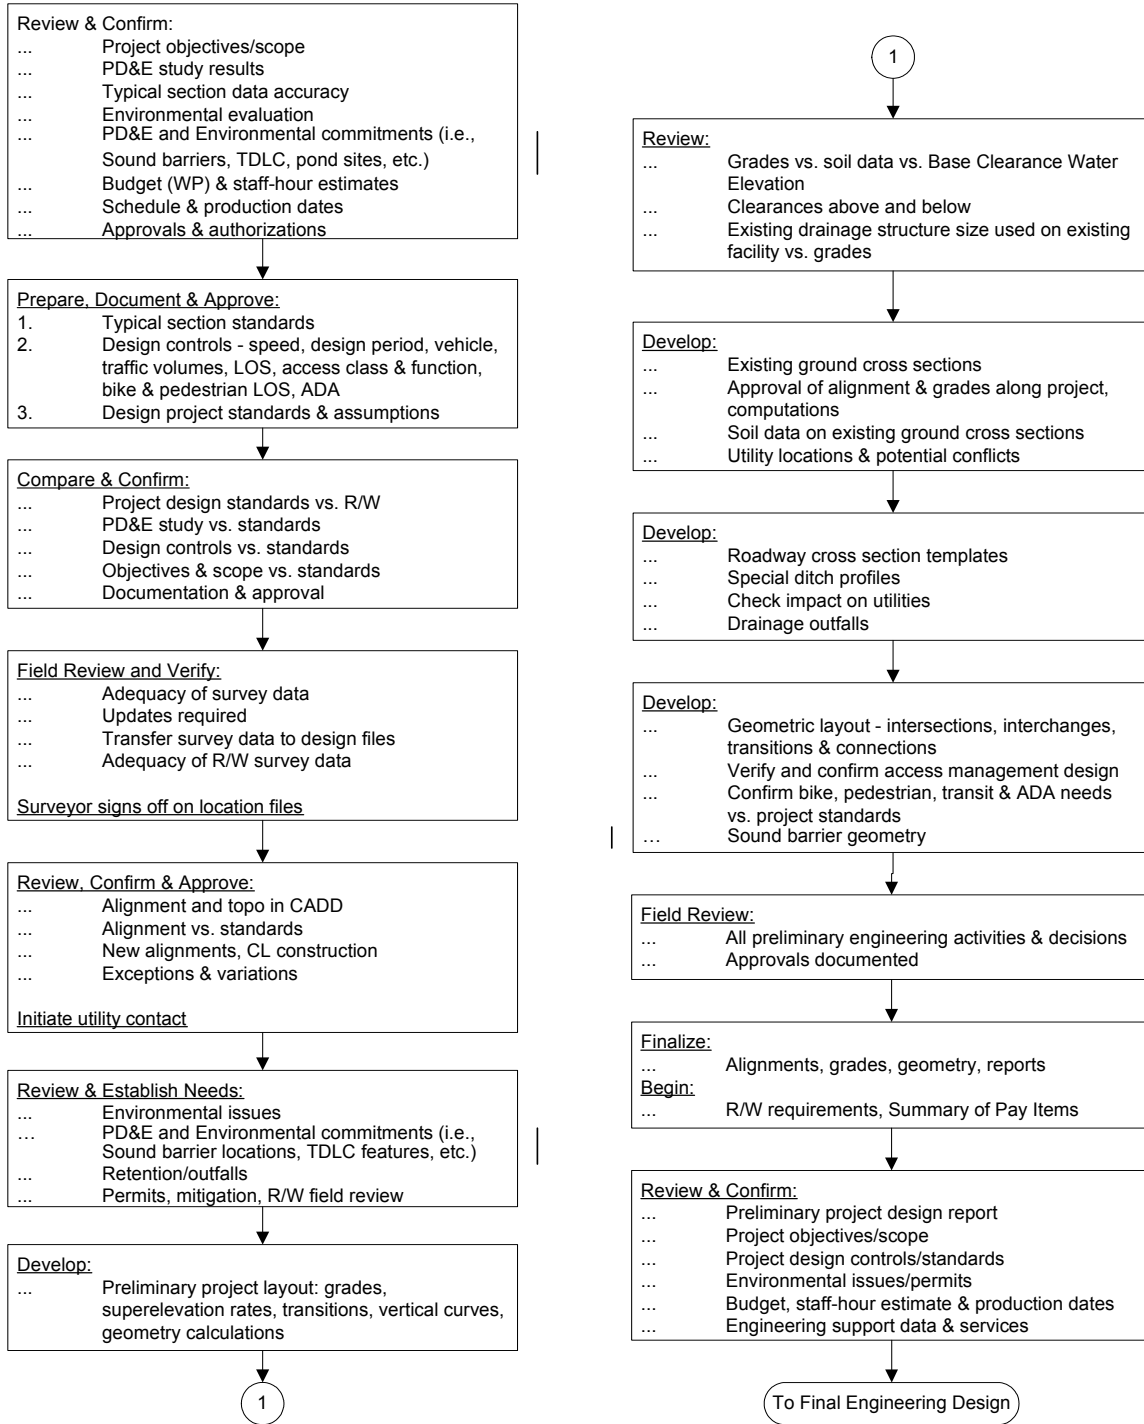 Review & Confirm:
... Project objectives/scope
... PD&E study results
... Typical section data accuracy
... Environmental evaluation
... PD&E and Environmental commitments (i.e.,
Sound barriers, TDLC, pond sites, etc.)
... Budget (WP) & staff-hour estimates
... Schedule & production dates
... Approvals & authorizations
Prepare, Document & Approve:
1. Typical section standards
2. Design controls - speed, design period, vehicle,
traffic volumes, LOS, access class & function,
bike & pedestrian LOS, ADA
3. Design project standards & assumptions
Compare & Confirm:
... Project design standards vs. R/W
... PD&E study vs. standards
... Design controls vs. standards
... Objectives & scope vs. standards
... Documentation & approval
Field Review and Verify:
... Adequacy of survey data
... Updates required
... Transfer survey data to design files
... Adequacy of R/W survey data
Surveyor signs off on location files
Review, Confirm & Approve:
... Alignment and topo in CADD
... Alignment vs. standards
... New alignments, CL construction
... Exceptions & variations
Initiate utility contact
Review & Establish Needs:
... Environmental issues
... PD&E and Environmental commitments (i.e.,
Sound barrier locations, TDLC features, etc.)
... Retention/outfalls
... Permits, mitigation, R/W field review
Develop:
... Preliminary project layout: grades,
superelevation rates, transitions, vertical curves,
geometry calculations
1
1
Review:
... Grades vs. soil data vs. Base Clearance Water
Elevation
... Clearances above and below
... Existing drainage structure size used on existing
facility vs. grades
Develop:
... Existing ground cross sections
... Approval of alignment & grades along project,
computations
... Soil data on existing ground cross sections
... Utility locations & potential conflicts
Develop:
... Roadway cross section templates
... Special ditch profiles
... Check impact on utilities
... Drainage outfalls
Develop:
... Geometric layout - intersections, interchanges,
transitions & connections
... Verify and confirm access management design
... Confirm bike, pedestrian, transit & ADA needs
vs. project standards
... Sound barrier geometry
Field Review:
... All preliminary engineering activities & decisions
... Approvals documented
Finalize:
... Alignments, grades, geometry, reports
Begin:
... R/W requirements, Summary of Pay Items
Review & Confirm:
... Preliminary project design report
... Project objectives/scope
... Project design controls/standards
... Environmental issues/permits
... Budget, staff-hour estimate & production dates
... Engineering support data & services
To Final Engineering Design